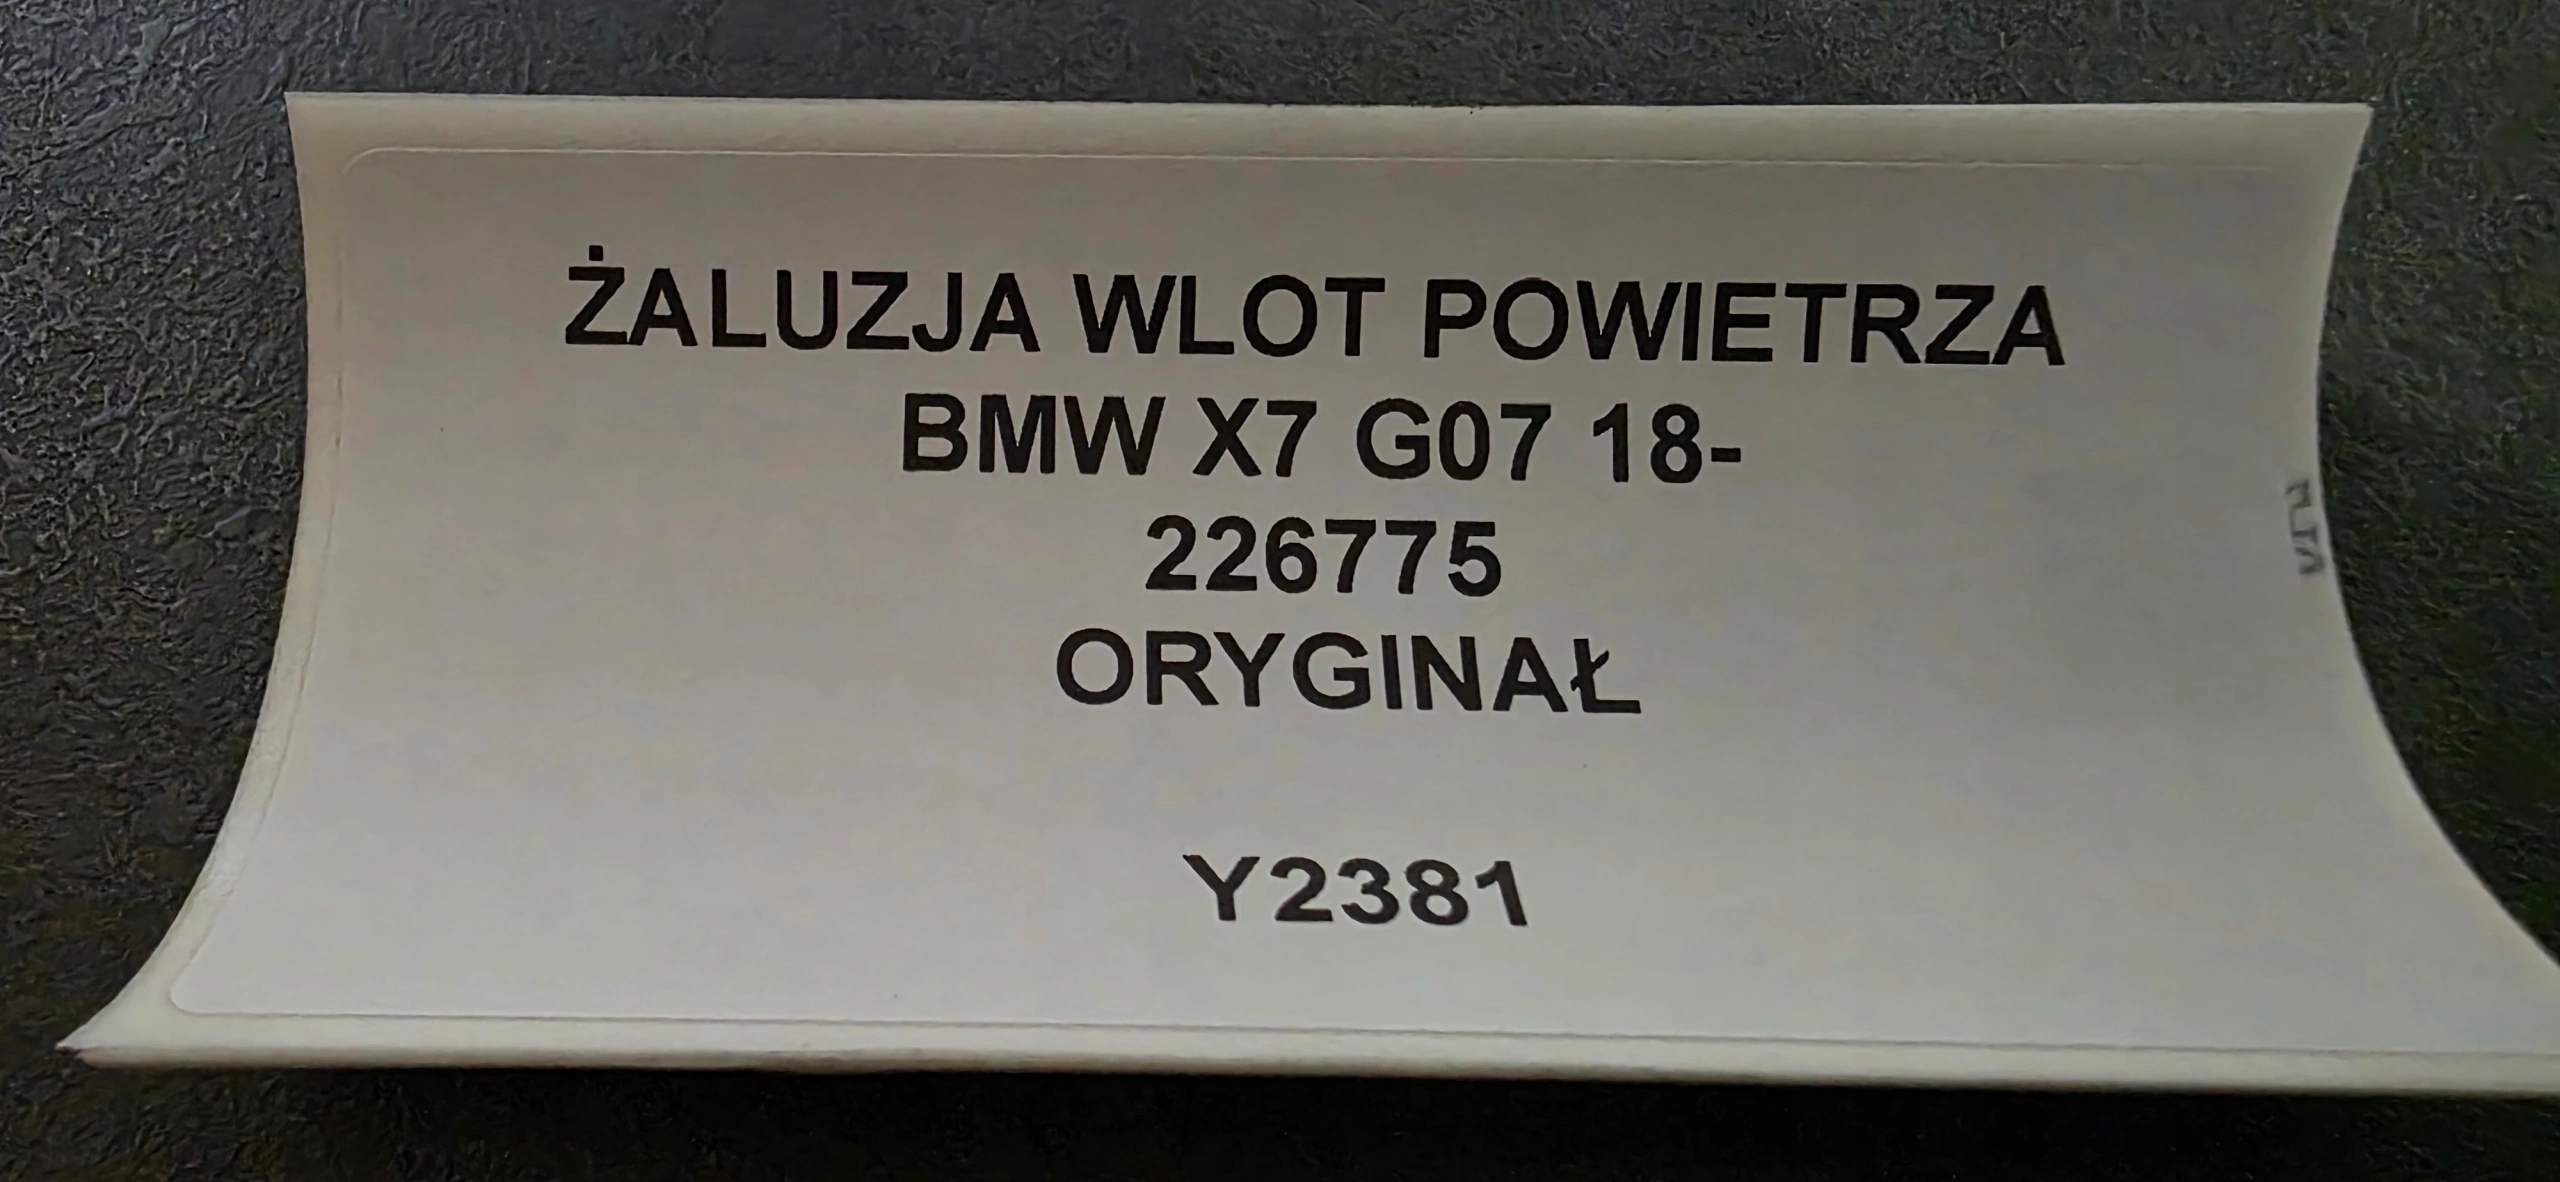 ŻALUZJA WLOT POWIETRZA
BMW X7 G07 18-
226775
ORYGINAŁ
Y2381